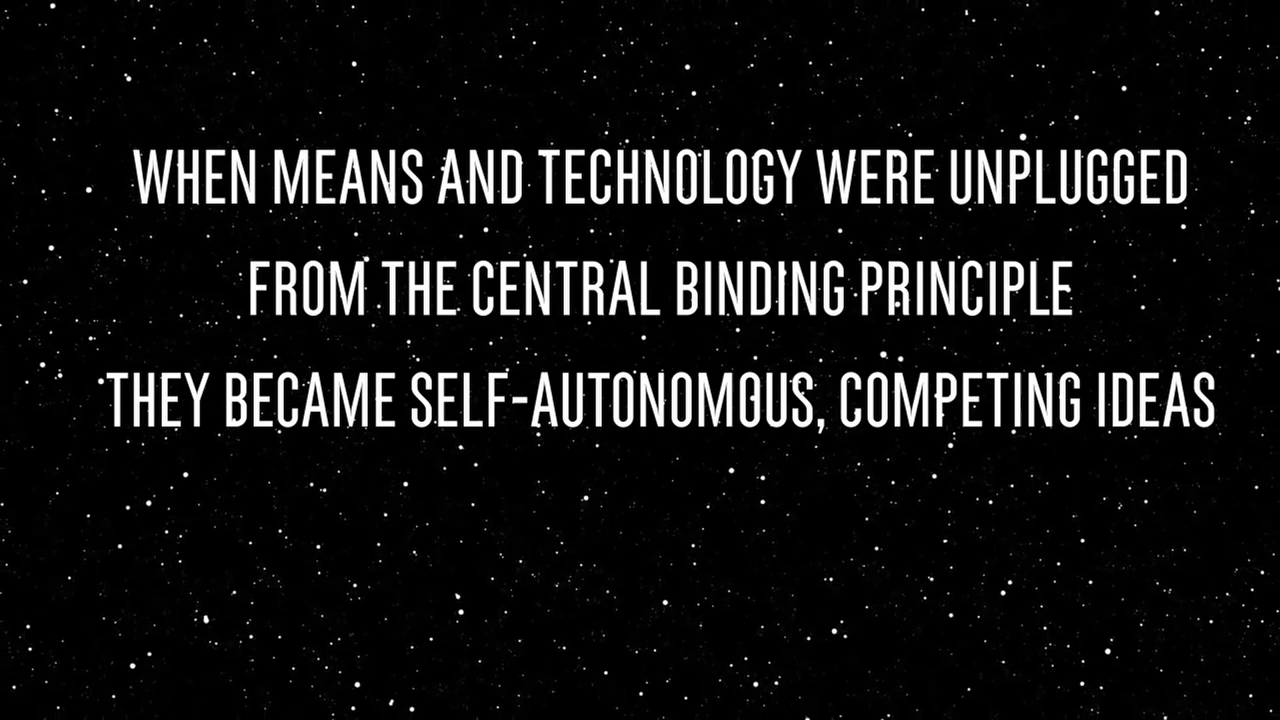 WHEN MEANS AND TECHNOLOGY WERE UNPLUGGED
FROM THE CENTRAL BINDING PRINCIPLE
THEY BECAME SELF-AUTONOMOUS, COMPETING IDEAS